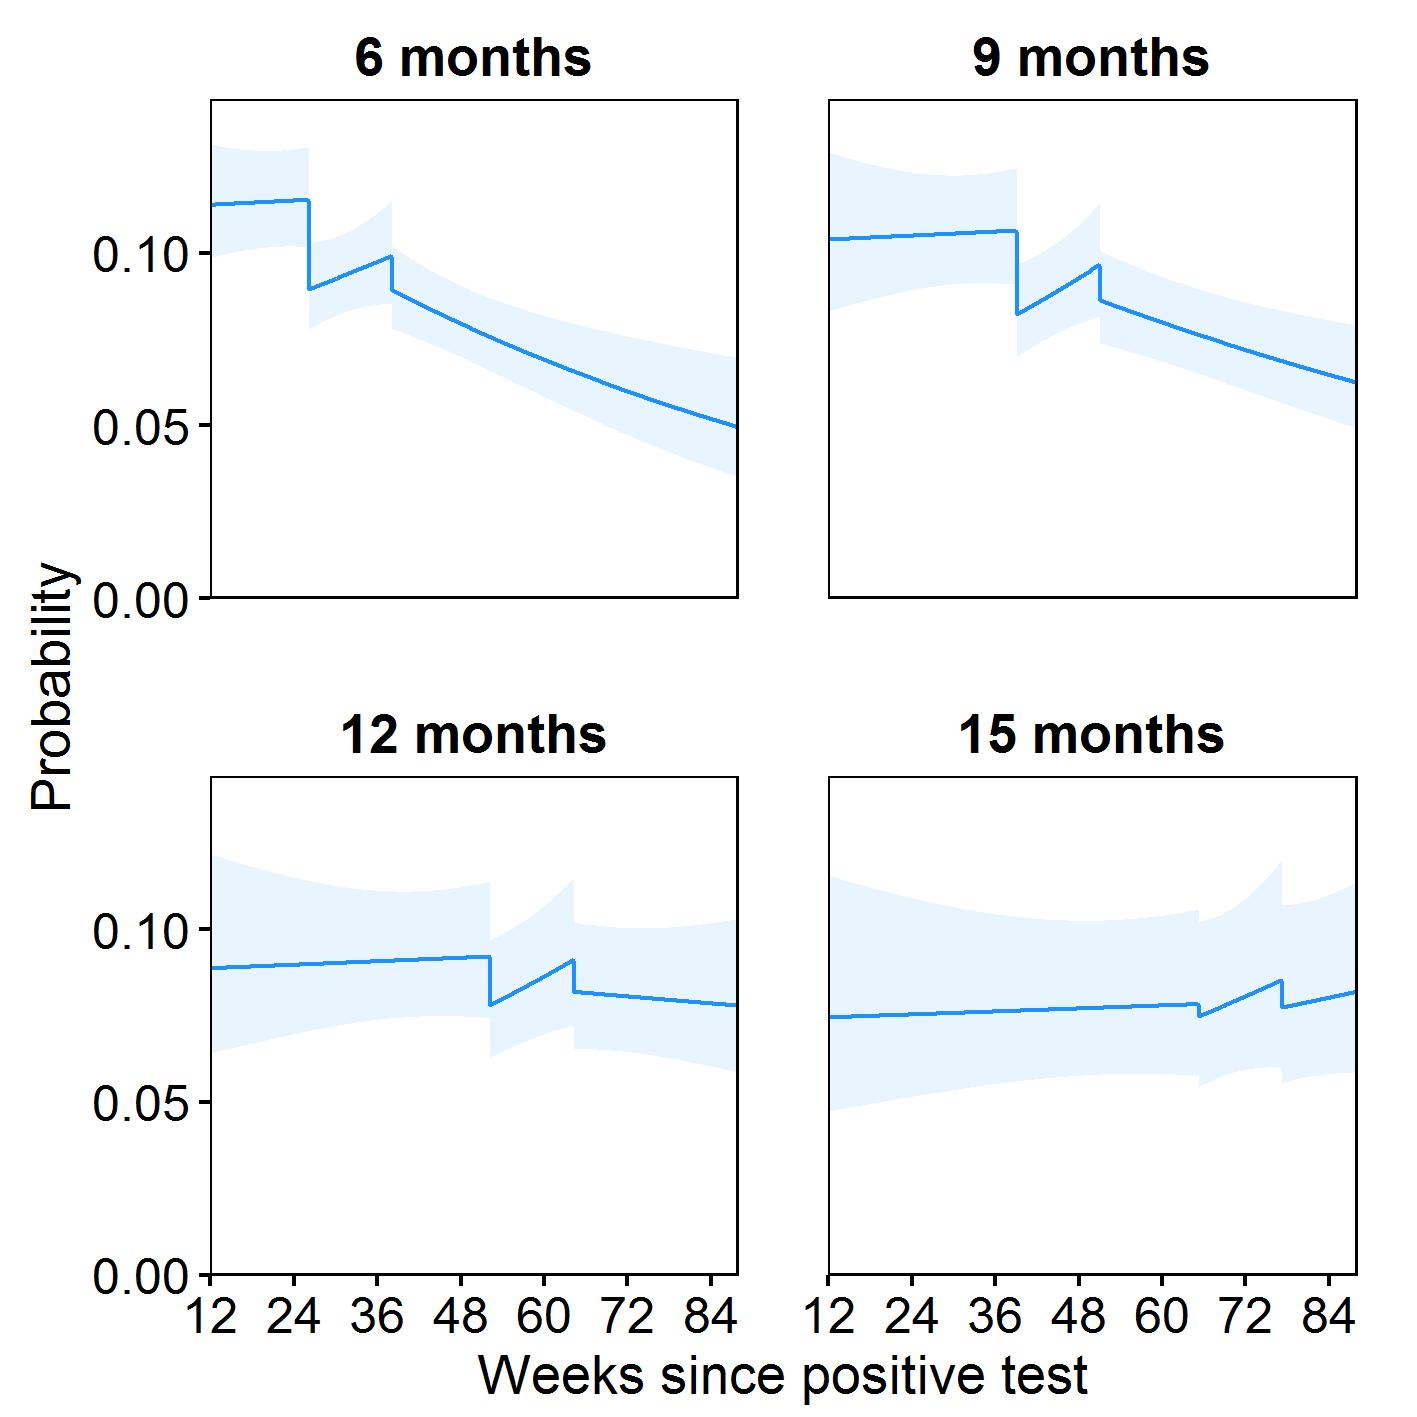 6 months
9 months
0.10
0.05
0.00
Probability
12 months
15 months
0.10
0.05
0.00
12 24 36 48 60 72 84
12 24 36 48 60 72 84
Weeks since positive test